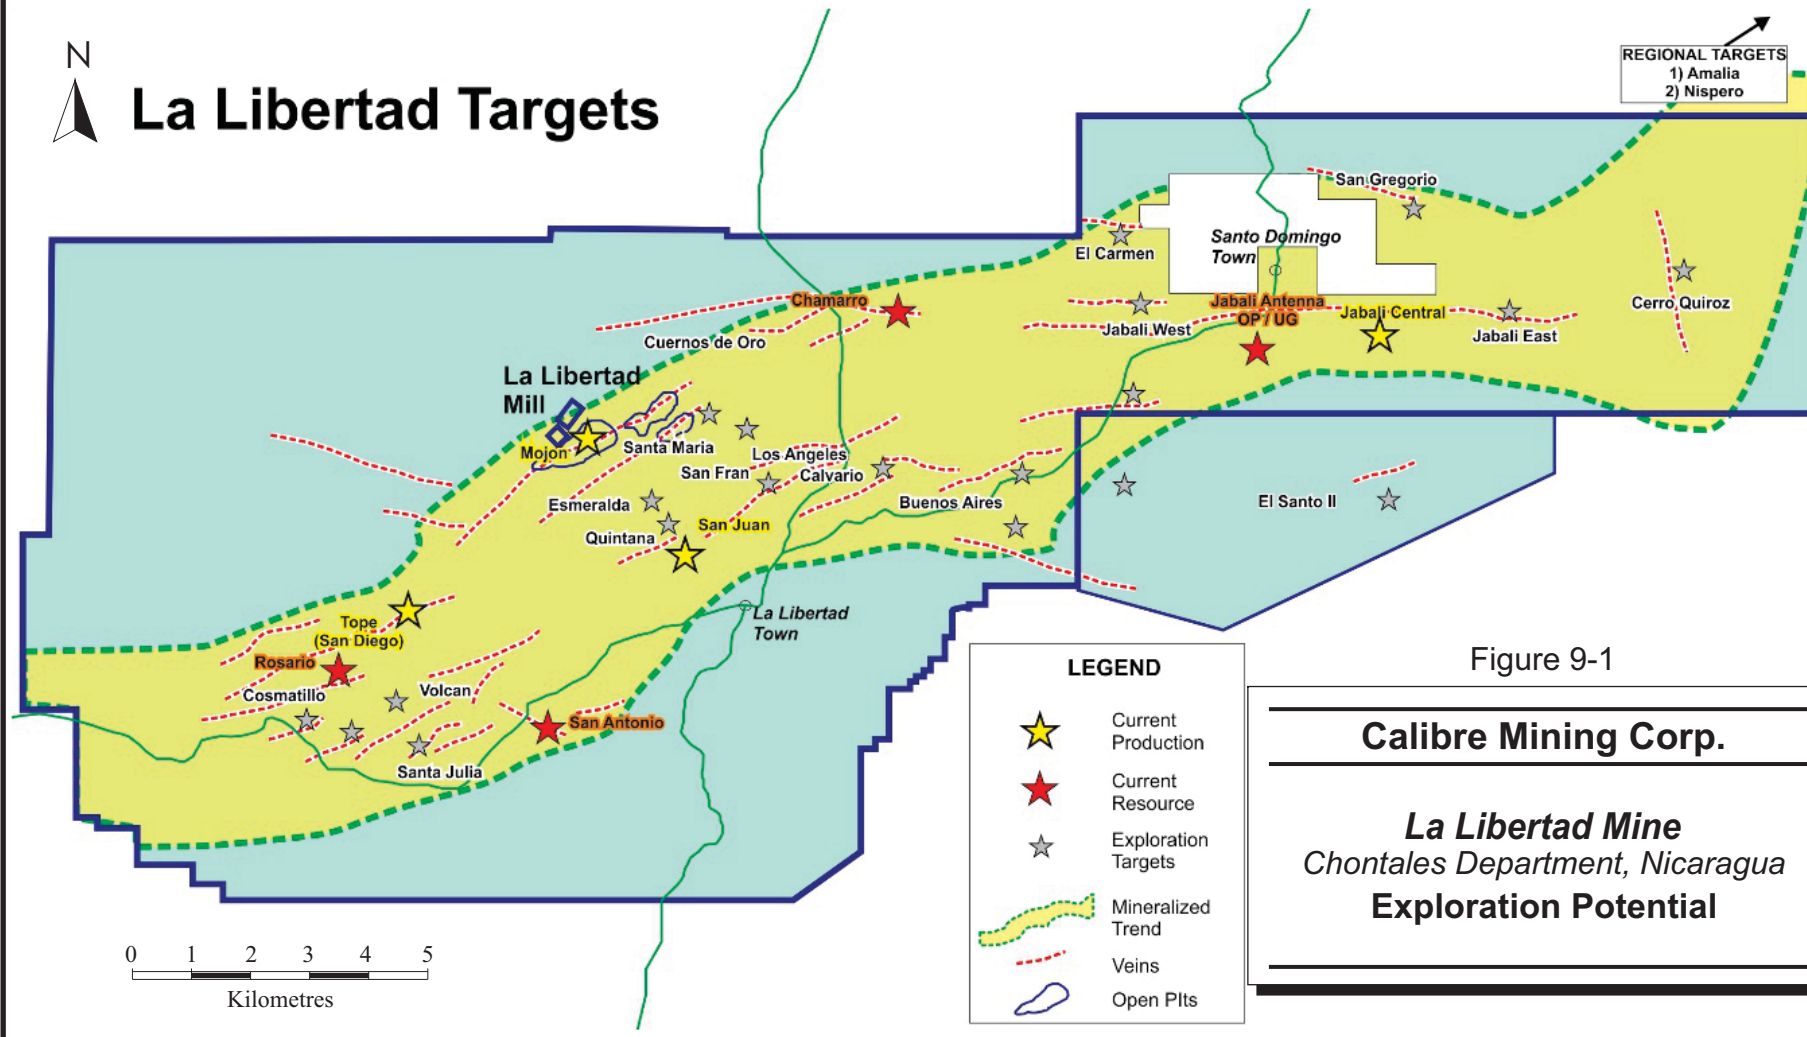 N
La Libertad Targets
REGIONAL TARGETS
1) Amalia
2) Nispero
San Gregorio
Santo Domingo
Town
El Carmen
Cerro Quiroz
Chamarro
Jabali Antenna
OP / UG
Jabali Central
Jabali West
Jabali East
Cuernos de Oro
La Libertad
Mill
Mojon
Santa Maria
Los Angeles
San Fran
Calvario
Esmeralda
Buenos Aires
El Santo II
San Juan
Quintana
La Libertad
Town
Tope
(San Diego)
Rosario
Cosmatillo
Volcan
San Antonio
Santa Julia
LEGEND
Current
Production
Current
Resource
Exploration
Targets
Mineralized
Trend
Veins
Open PIts
0 1 2 3 4 5
Kilometres
Figure 9-1
Calibre Mining Corp.
La Libertad Mine
Chontales Department, Nicaragua
Exploration Potential